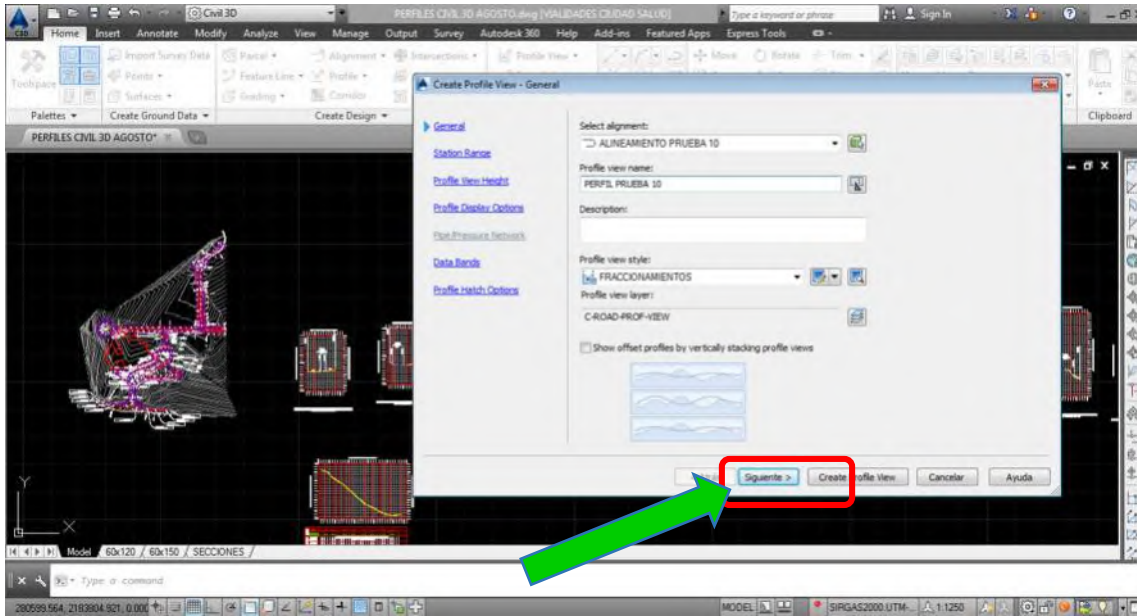 Civil 3D
PERFILES CIVIL 3D AGOSTO.dwg [VIALIDADES CIUDAD SALUD]
Type a keyword or phrase
Sign In
C3D
Home Insert Annotate Modify Analyze View Manage Output Survey Autodesk 360 Help Add-ins Featured Apps Express Tools
Toolspace
Import Survey Data
Points
Surfaces
Parcel
Feature Line
Grading
Alignment
Profile
Corridor
Intersections
Profile View
Move
Rotate
Trim
Paste
Palettes
Create Ground Data
Create Design
Clipboard
PERFILES CIVIL 3D AGOSTO*
Create Profile View - General
General
Station Range
Profile View Height
Profile Display Options
Pipe/Pressure Network
Data Bands
Profile Hatch Options
Select alignment:
ALINEAMIENTO PRUEBA 10
Profile view name:
PERFIL PRUEBA 10
Description:
Profile view style:
FRACCIONAMIENTOS
Profile view layer:
C-ROAD-PROF-VIEW
Show offset profiles by vertically stacking profile views
Siguiente >
Create Profile View
Cancelar
Ayuda
Y
X
Model / 60x120 / 60x150 / SECCIONES /
Type a command
280599.564, 2183804.921, 0.000
MODEL
SIRGAS2000.UTM-..
1:1250